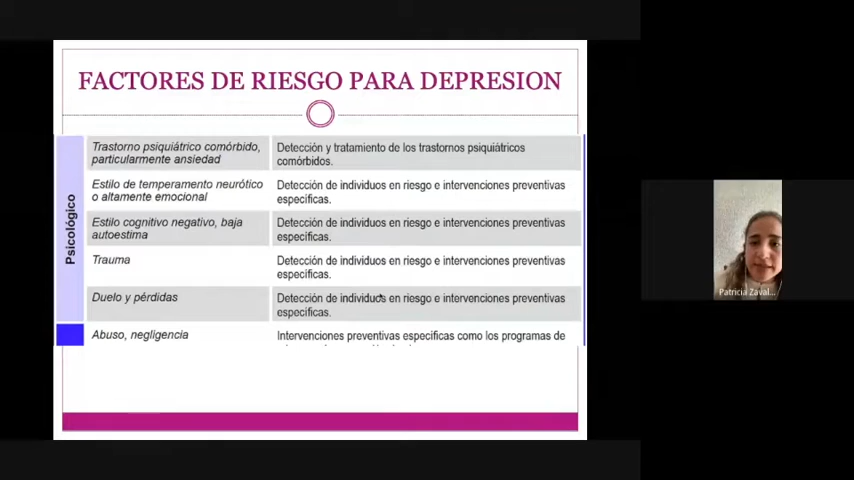 FACTORES DE RIESGO PARA DEPRESION
Psicológico
Trastorno psiquiátrico comórbido,
particularmente ansiedad
Detección y tratamiento de los trastornos psiquiátricos
comórbidos.
Estilo de temperamento neurótico
o altamente emocional
Detección de individuos en riesgo e intervenciones preventivas
específicas.
Estilo cognitivo negativo, baja
autoestima
Detección de individuos en riesgo e intervenciones preventivas
específicas.
Trauma
Detección de individuos en riesgo e intervenciones preventivas
específicas.
Duelo y pérdidas
Detección de individuos en riesgo e intervenciones preventivas
específicas.
Abuso, negligencia
Intervenciones preventivas específicas como los programas de
Patricia Zaval...